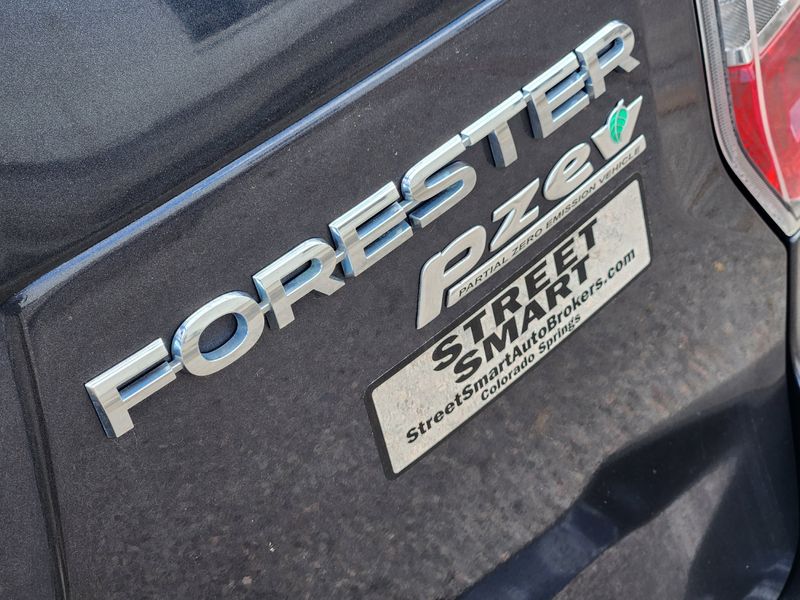 FORESTER
pzev
PARTIAL ZERO EMISSION VEHICLE
STREET
SMART
StreetSmartAutoBrokers.com
Colorado Springs